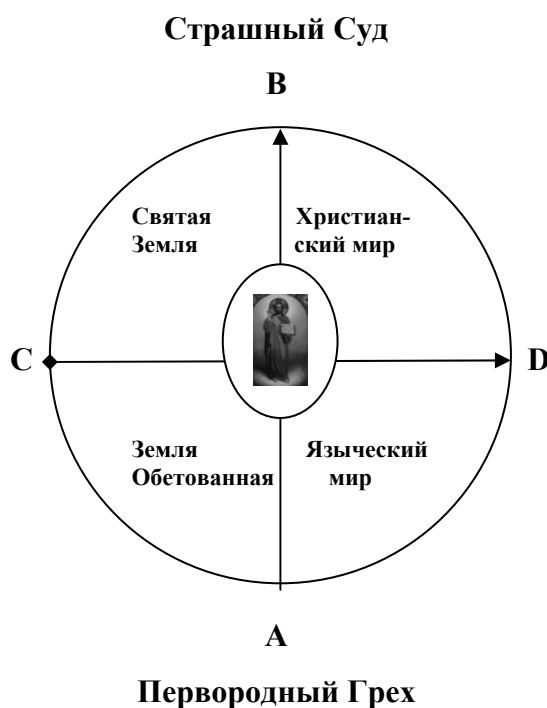 Страшный Суд
B
Святая
Земля
Христиан-
ский мир
C
D
Земля
Обетованная
Языческий
мир
A
Первородный Грех